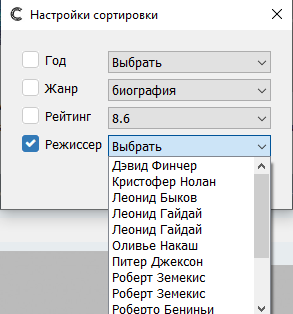 Настройки сортировки
Год
Выбрать
Жанр
биография
Рейтинг
8.6
Режиссер
Выбрать
Дэвид Финчер
Кристофер Нолан
Леонид Быков
Леонид Гайдай
Леонид Гайдай
Оливье Накаш
Питер Джексон
Роберт Земекис
Роберт Земекис
Роберто Бениньи